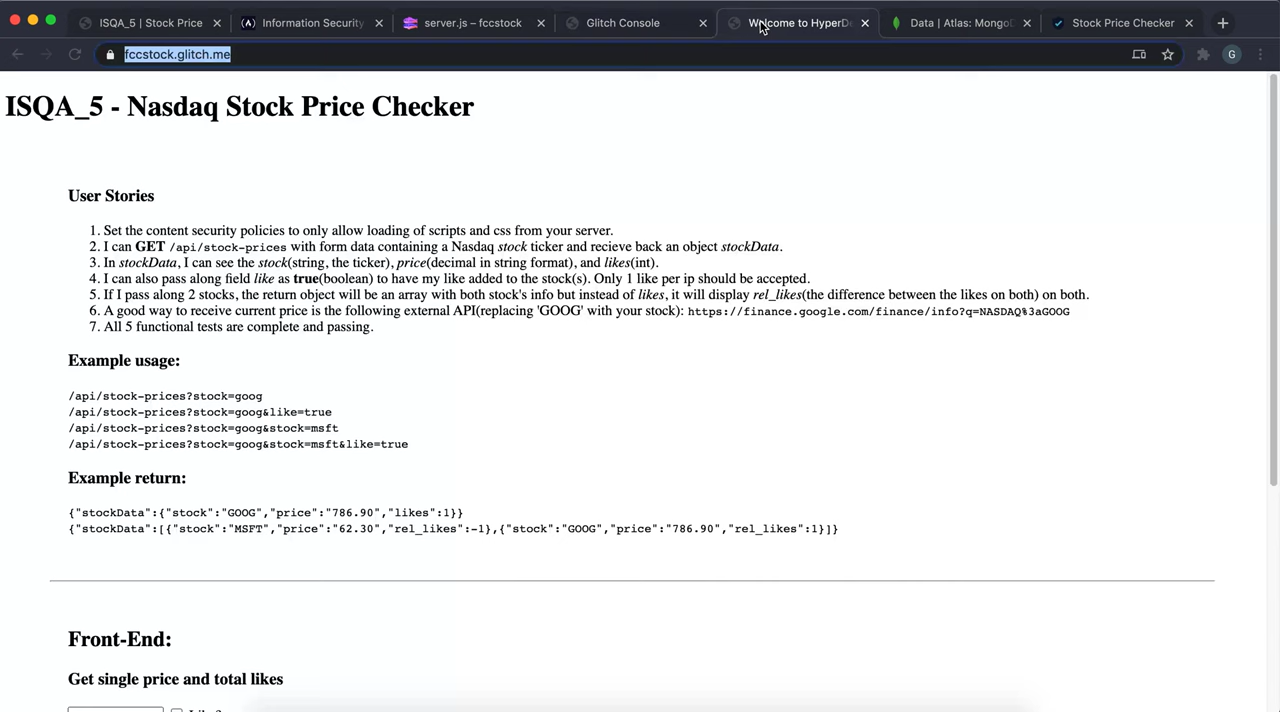 ISQA_5 | Stock Price
Information Security
server.js – fccstock
Glitch Console
Welcome to HyperDe
Data | Atlas: MongoD
Stock Price Checker
fccstock.glitch.me
G
ISQA_5 - Nasdaq Stock Price Checker
User Stories
1. Set the content security policies to only allow loading of scripts and css from your server.
2. I can GET /api/stock-prices with form data containing a Nasdaq stock ticker and recieve back an object stockData.
3. In stockData, I can see the stock(string, the ticker), price(decimal in string format), and likes(int).
4. I can also pass along field like as true(boolean) to have my like added to the stock(s). Only 1 like per ip should be accepted.
5. If I pass along 2 stocks, the return object will be an array with both stock's info but instead of likes, it will display rel_likes(the difference between the likes on both) on both.
6. A good way to receive current price is the following external API(replacing 'GOOG' with your stock): https://finance.google.com/finance/info?q=NASDAQ%3aGOOG
7. All 5 functional tests are complete and passing.
Example usage:
/api/stock-prices?stock=goog
/api/stock-prices?stock=goog&like=true
/api/stock-prices?stock=goog&stock=msft
/api/stock-prices?stock=goog&stock=msft&like=true
Example return:
{"stockData":{"stock":"GOOG","price":"786.90","likes":1}}
{"stockData":[{"stock":"MSFT","price":"62.30","rel_likes":-1},{"stock":"GOOG","price":"786.90","rel_likes":1}]}
Front-End:
Get single price and total likes